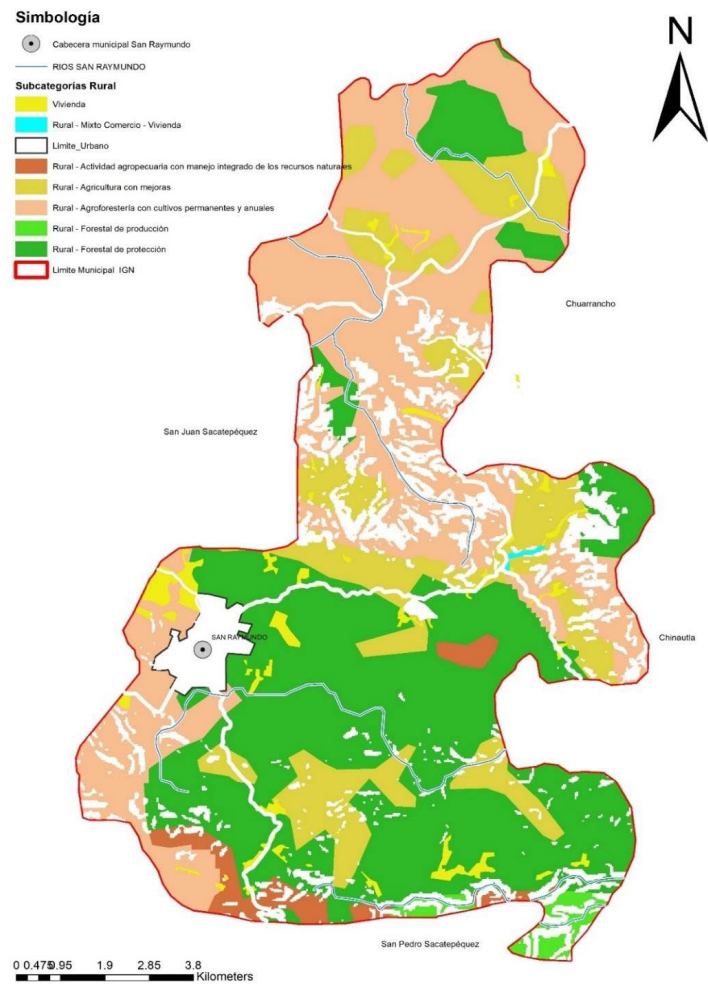 Simbología
Cabecera municipal San Raymundo
RIOS SAN RAYMUNDO
Subcategorías Rural
Vivienda
Rural - Mixto Comercio - Vivienda
Limite_Urbano
Rural - Actividad agropecuaria con manejo integrado de los recursos naturales
Rural - Agricultura con mejoras
Rural - Agroforestería con cultivos permanentes y anuales
Rural - Forestal de producción
Rural - Forestal de protección
Limite Municipal IGN
N
Chuarrancho
San Juan Sacatepéquez
SAN RAYMUNDO
Chinautla
San Pedro Sacatepéquez
0 0.475 0.95 1.9 2.85 3.8
Kilometers